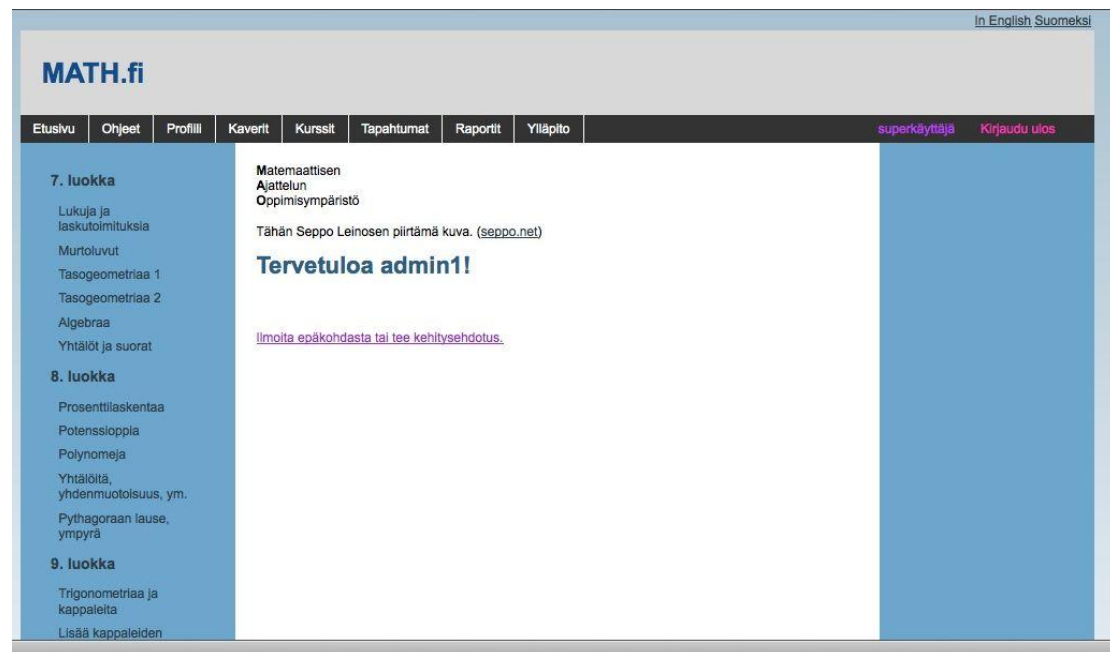 In English Suomeksi
MATH.fi
Etusivu Ohjeet Profiili Kaverit Kurssit Tapahtumat Raportit Ylläpito superkäyttäjä Kirjaudu ulos
7. luokka
Lukuja ja
laskutoimituksia
Murtoluvut
Tasogeometriaa 1
Tasogeometriaa 2
Algebraa
Yhtälöt ja suorat
8. luokka
Prosenttilaskentaa
Potenssioppia
Polynomeja
Yhtälöitä,
yhdenmuotoisuus, ym.
Pythagoraan lause,
ympyrä
9. luokka
Trigonometriaa ja
kappaleita
Lisää kappaleiden
Matemaattisen
Ajattelun
Oppimisympäristö
Tähän Seppo Leinosen piirtämä kuva. (seppo.net)
Tervetuloa admin1!
Ilmoita epäkohdasta tai tee kehitysehdotus.